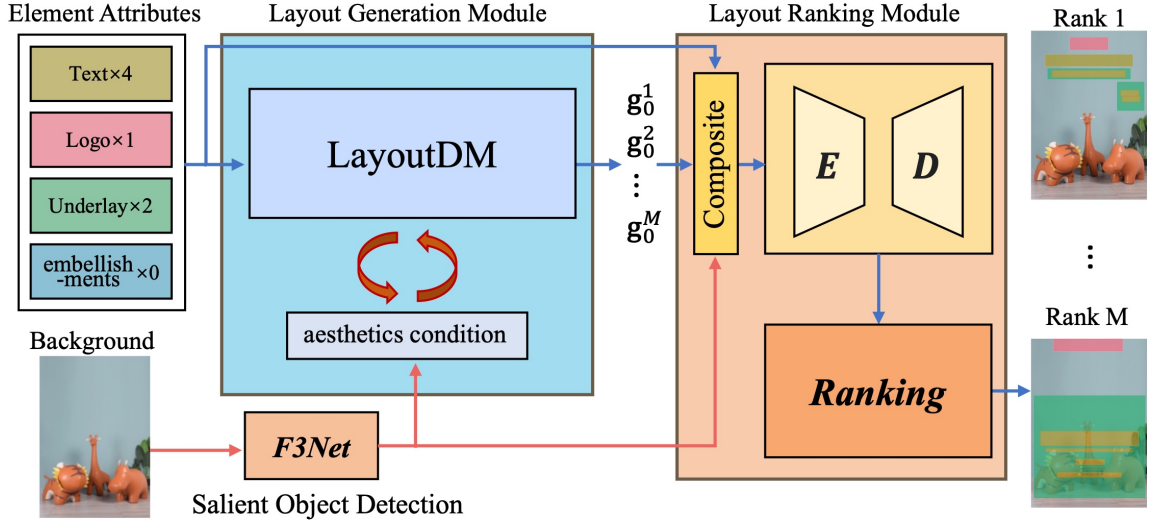 Element Attributes
Text×4
Logo×1
Underlay×2
embellish
-ments ×0
Background
Layout Generation Module
LayoutDM
aesthetics condition
F3Net
Salient Object Detection
g₀¹
g₀²
⋮
g₀ᴹ
Layout Ranking Module
Composite
E
D
Ranking
Rank 1
⋮
Rank M